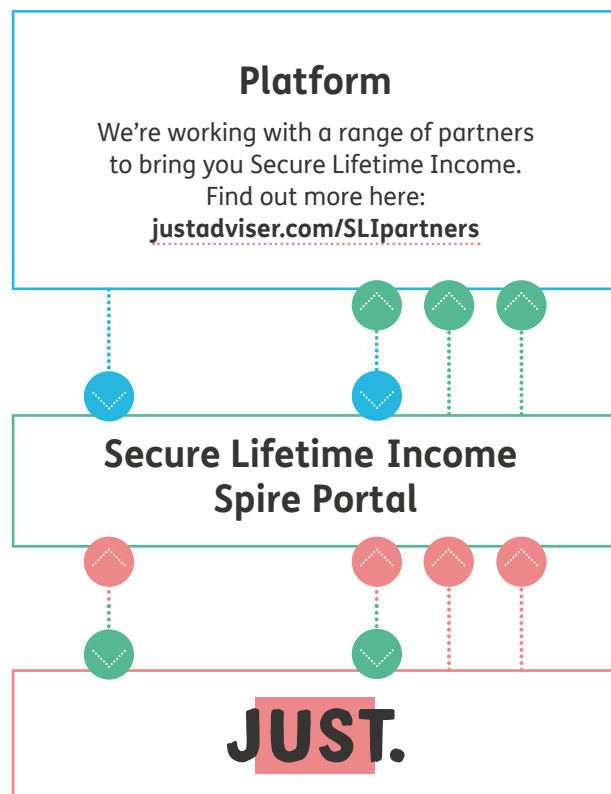 Platform
We’re working with a range of partners
to bring you Secure Lifetime Income.
Find out more here:
justadviser.com/SLIpartners
Secure Lifetime Income
Spire Portal
JUST.